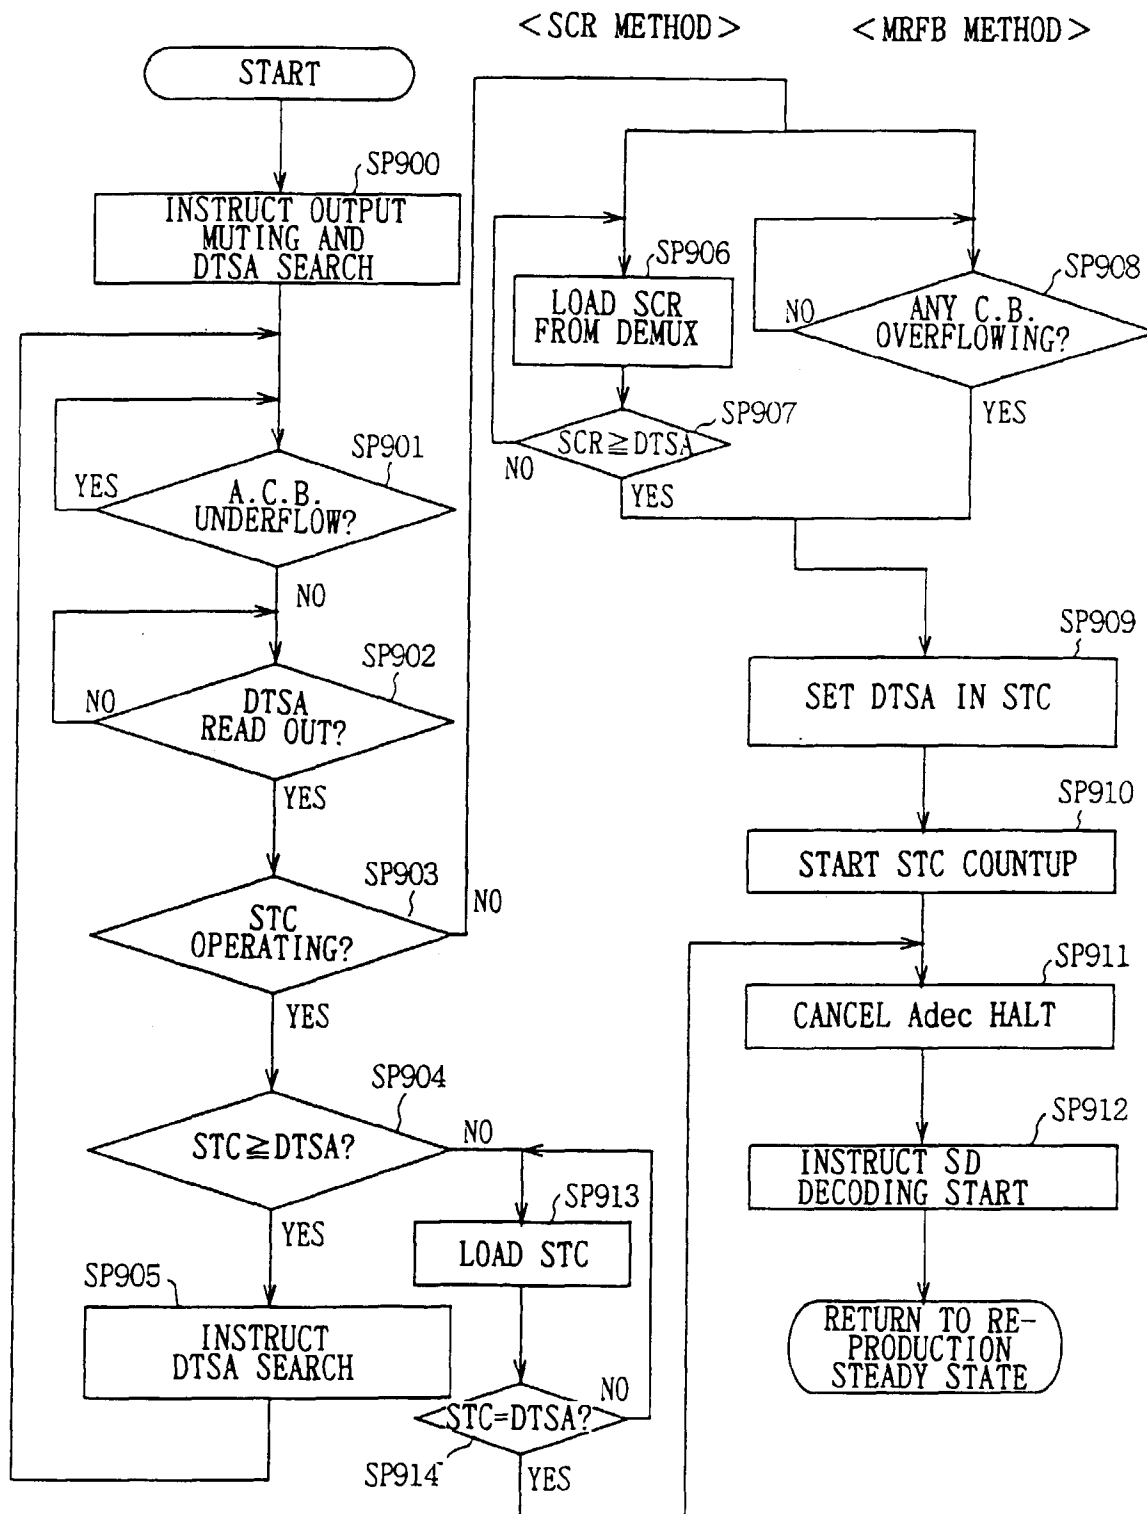 <SCR METHOD>
<MRFB METHOD>
START
SP900
INSTRUCT OUTPUT
MUTING AND
DTSA SEARCH
SP901
YES
A.C.B.
UNDERFLOW?
NO
SP902
NO
DTSA
READ OUT?
YES
SP903
STC
OPERATING?
NO
YES
SP904
STC≧DTSA?
NO
YES
SP905
INSTRUCT
DTSA SEARCH
SP913
LOAD STC
NO
STC=DTSA?
SP914
YES
SP906
LOAD SCR
FROM DEMUX
SP907
SCR≧DTSA
NO
YES
SP908
NO
ANY C.B.
OVERFLOWING?
YES
SP909
SET DTSA IN STC
SP910
START STC COUNTUP
SP911
CANCEL Adec HALT
SP912
INSTRUCT SD
DECODING START
RETURN TO RE-
PRODUCTION
STEADY STATE